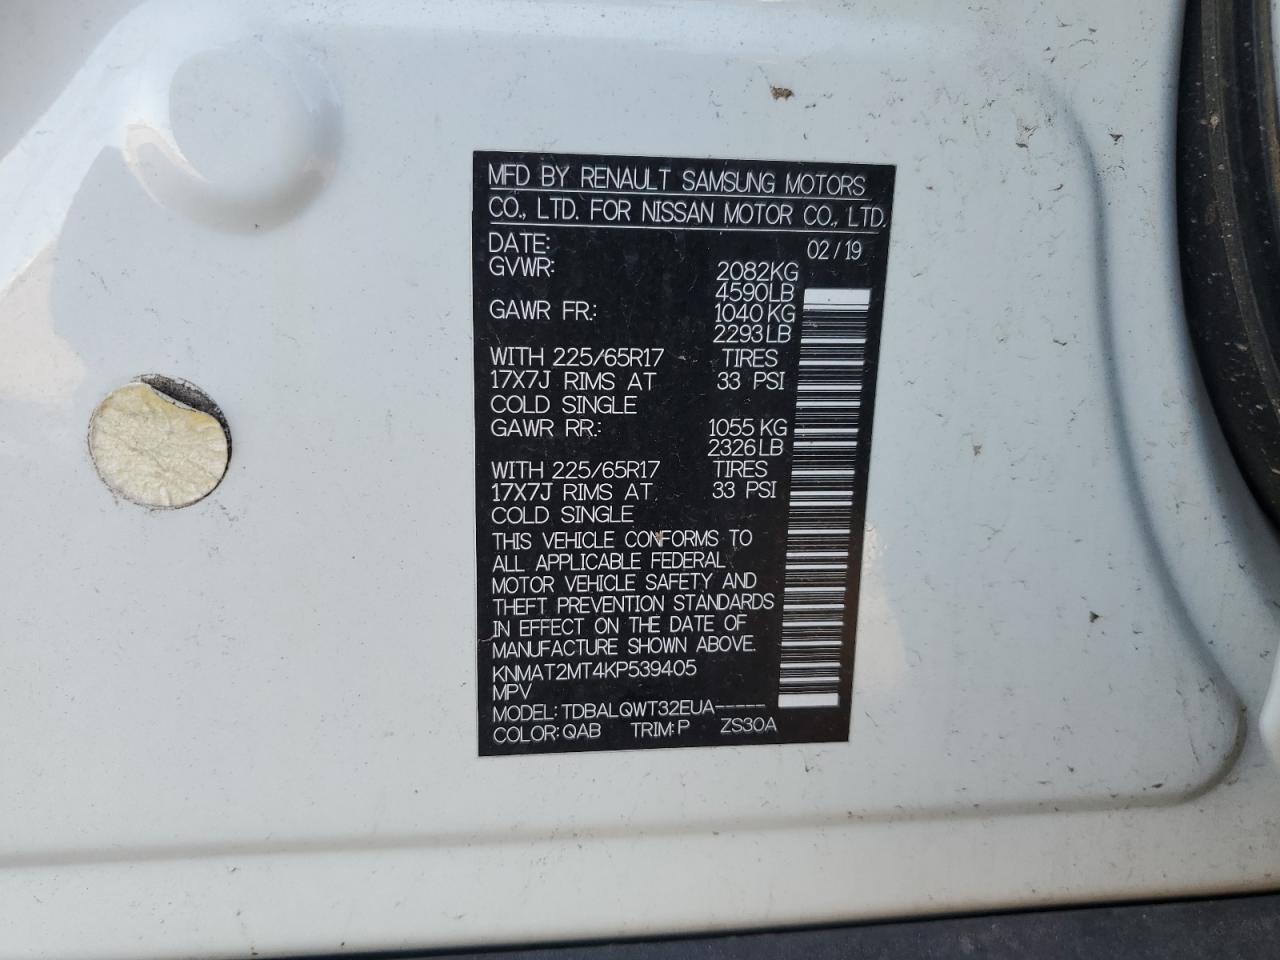 MFD BY RENAULT SAMSUNG MOTORS
CO., LTD. FOR NISSAN MOTOR CO., LTD.
DATE: 02/19
GVWR: 2082KG
4590LB
GAWR FR.: 1040KG
2293LB
WITH 225/65R17 TIRES
17X7J RIMS AT 33 PSI
COLD SINGLE
GAWR RR.: 1055KG
2326LB
WITH 225/65R17 TIRES
17X7J RIMS AT 33 PSI
COLD SINGLE
THIS VEHICLE CONFORMS TO
ALL APPLICABLE FEDERAL
MOTOR VEHICLE SAFETY AND
THEFT PREVENTION STANDARDS
IN EFFECT ON THE DATE OF
MANUFACTURE SHOWN ABOVE.
KNMAT2MT4KP539405
MPV
MODEL: TDBALQWT32EUA-----
COLOR: QAB TRIM: P ZS30A